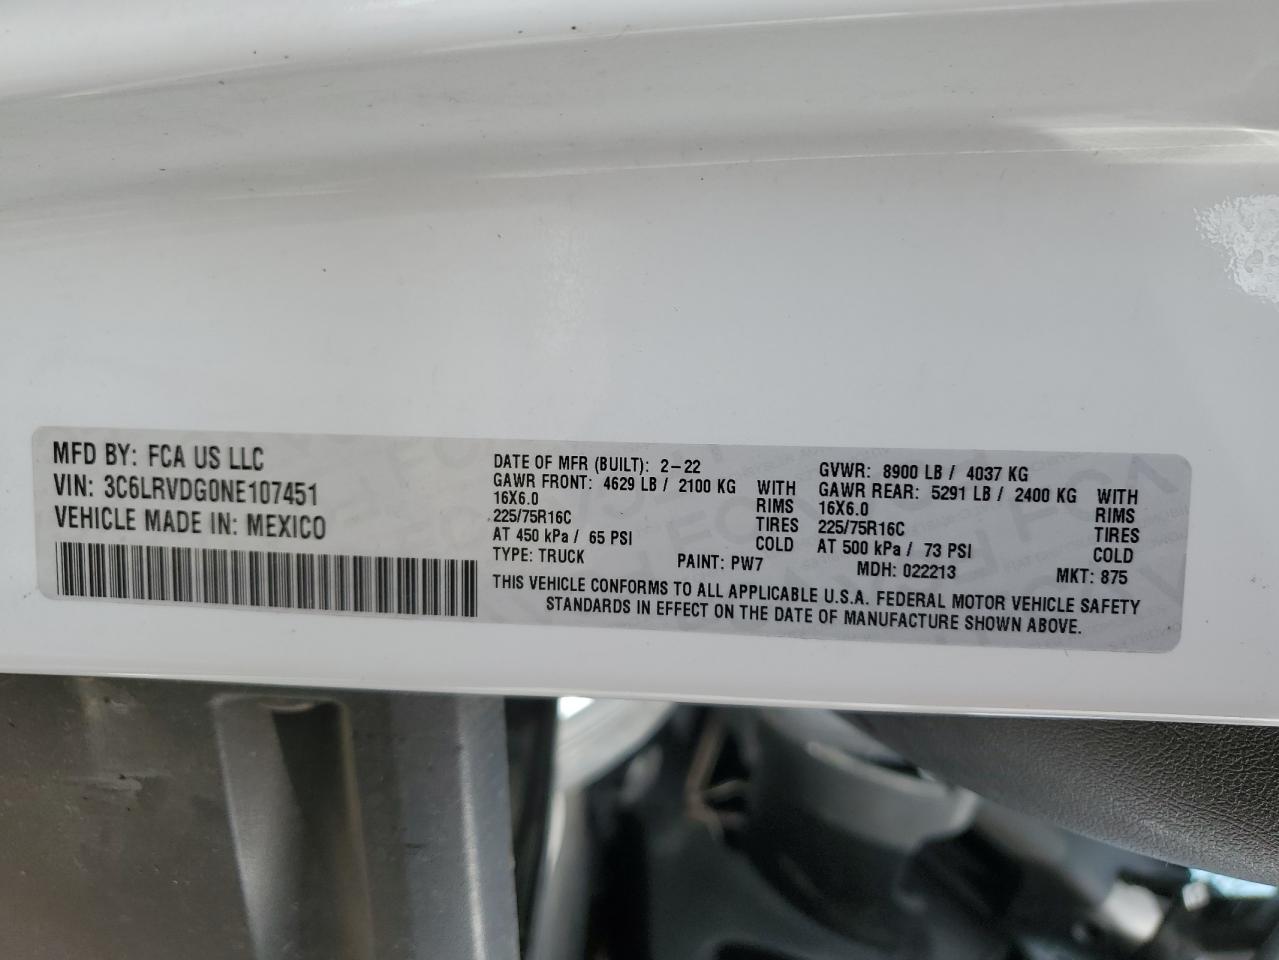 MFD BY: FCA US LLC
VIN: 3C6LRVDG0NE107451
VEHICLE MADE IN: MEXICO
DATE OF MFR (BUILT): 2-22
GAWR FRONT: 4629 LB / 2100 KG WITH
16X6.0 RIMS
225/75R16C TIRES
AT 450 kPa / 65 PSI COLD
TYPE: TRUCK PAINT: PW7
GVWR: 8900 LB / 4037 KG
GAWR REAR: 5291 LB / 2400 KG WITH
16X6.0 RIMS
225/75R16C TIRES
AT 500 kPa / 73 PSI COLD
MDH: 022213 MKT: 875
THIS VEHICLE CONFORMS TO ALL APPLICABLE U.S.A. FEDERAL MOTOR VEHICLE SAFETY
STANDARDS IN EFFECT ON THE DATE OF MANUFACTURE SHOWN ABOVE.